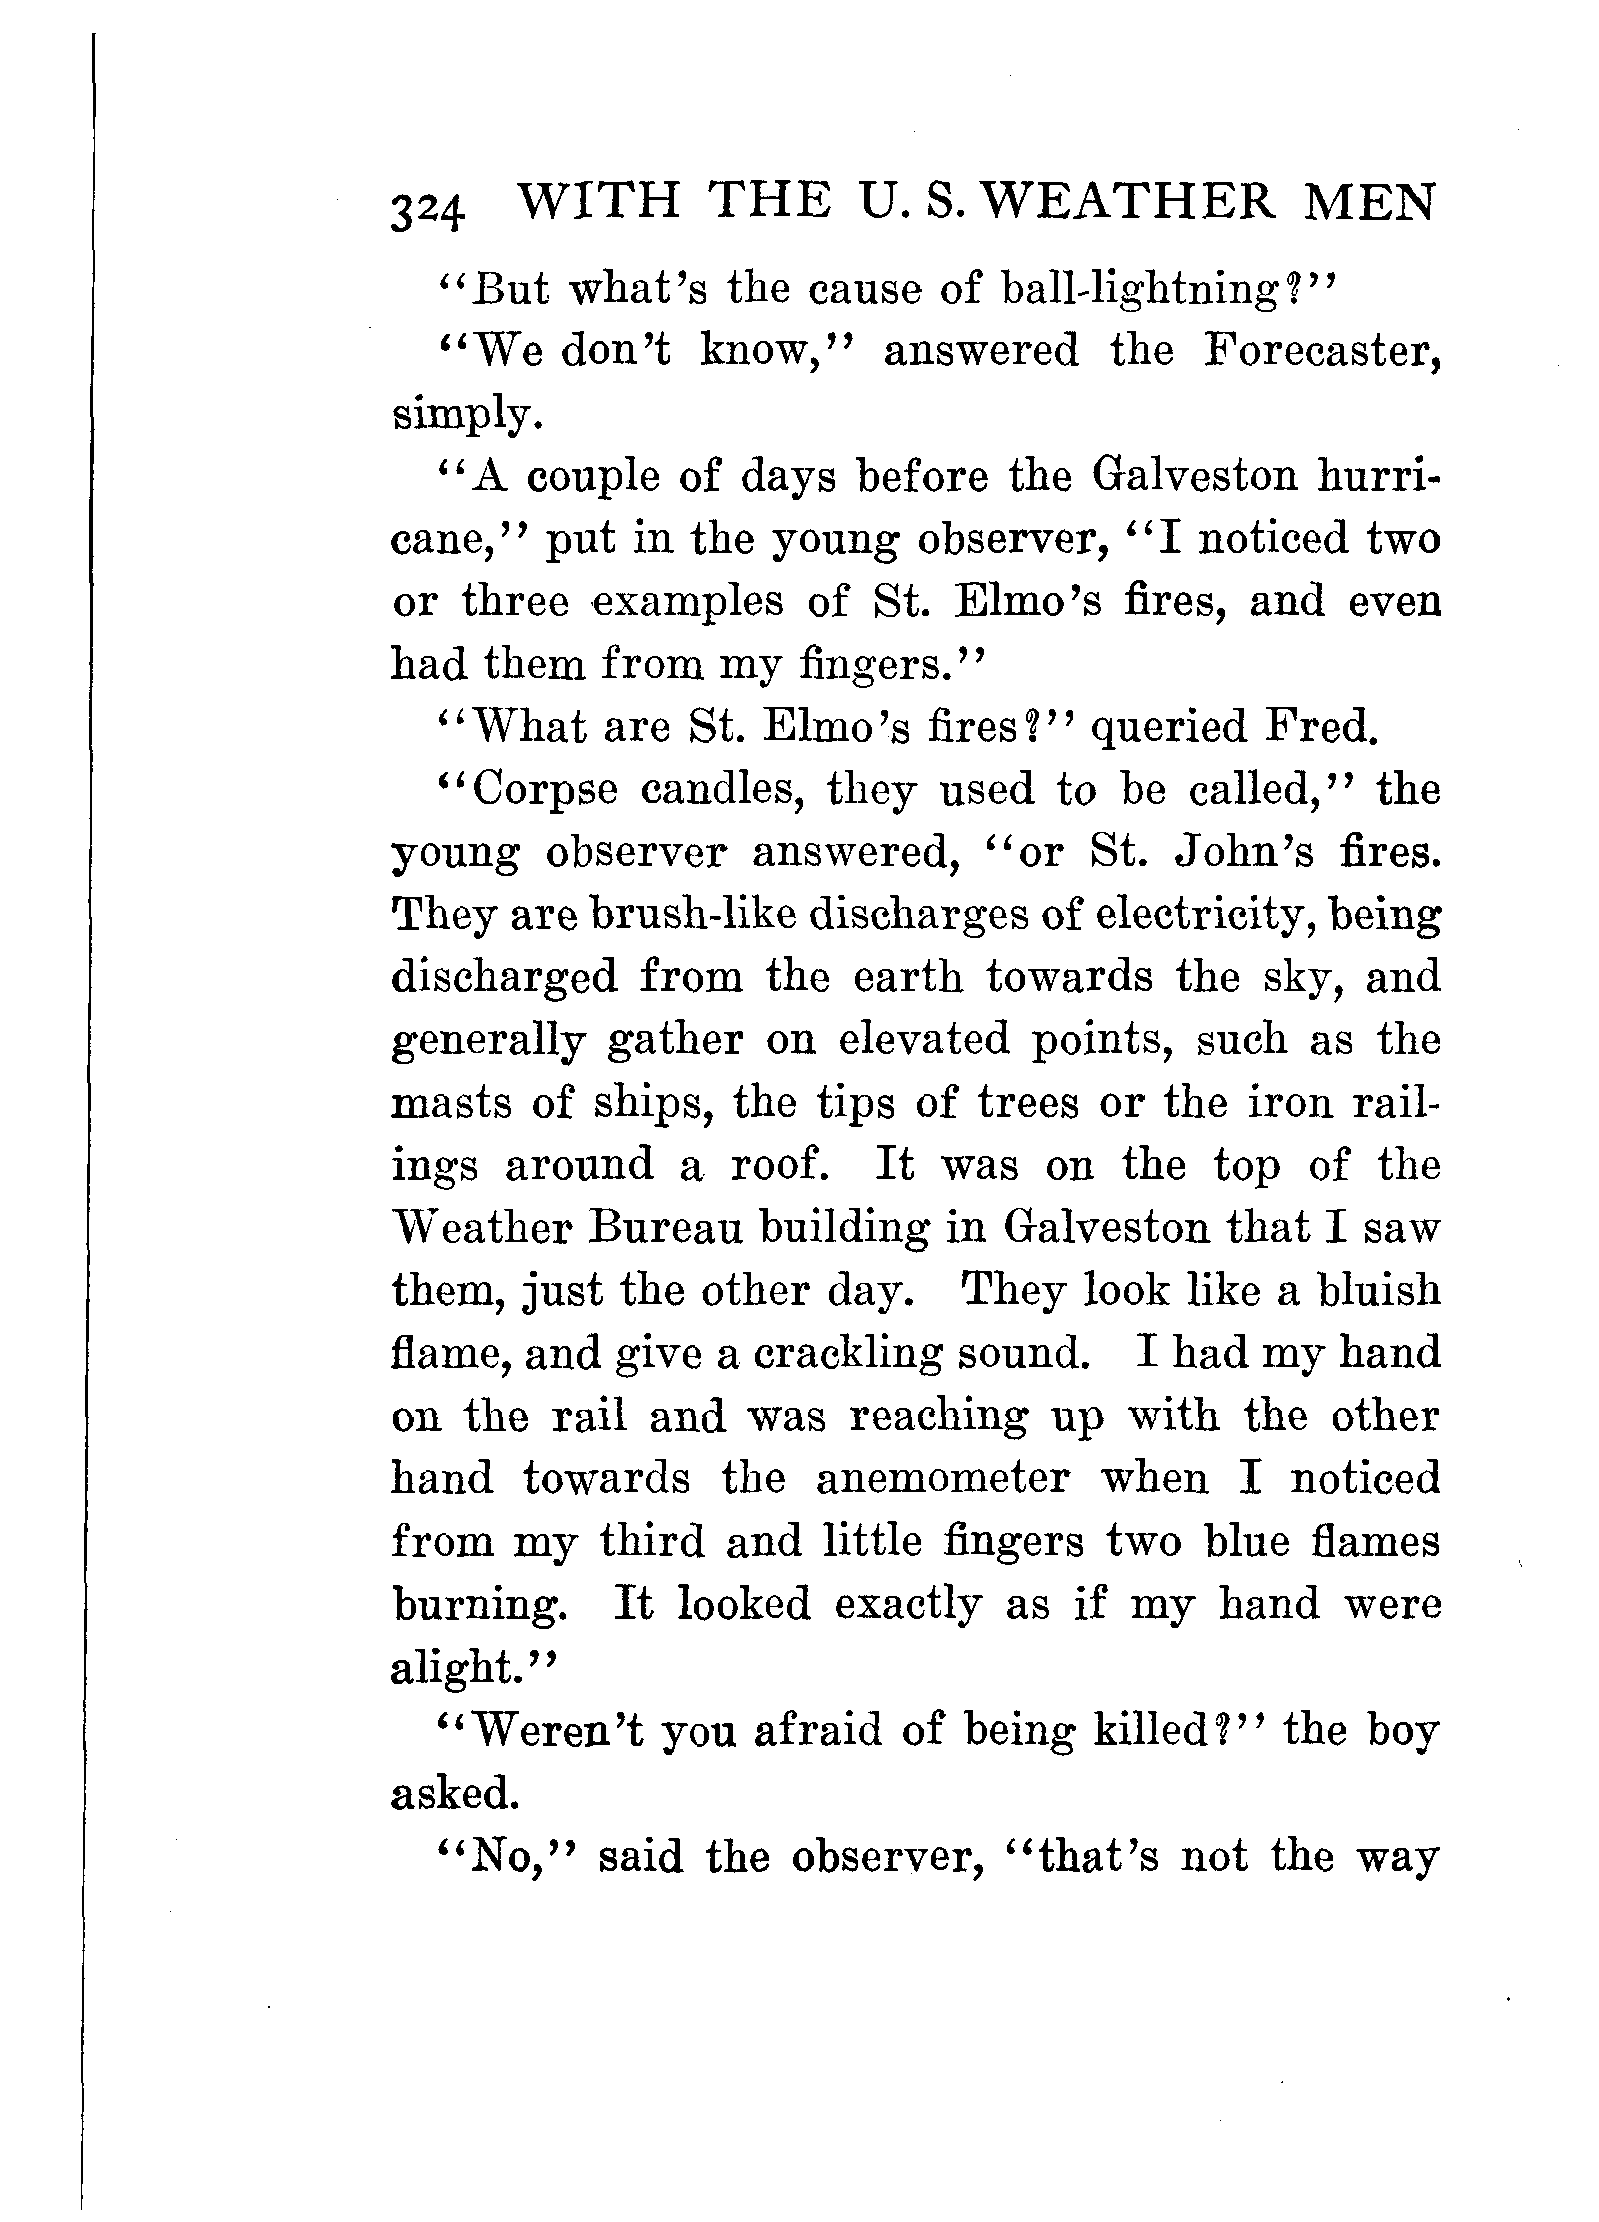 324 WITH THE U. S. WEATHER MEN
"But what's the cause of ball-lightning?"
"We don't know," answered the Forecaster,
simply.
"A couple of days before the Galveston hurri-
cane," put in the young observer, "I noticed two
or three examples of St. Elmo's fires, and even
had them from my fingers."
"What are St. Elmo's fires?" queried Fred.
"Corpse candles, they used to be called," the
young observer answered, "or St. John's fires.
They are brush-like discharges of electricity, being
discharged from the earth towards the sky, and
generally gather on elevated points, such as the
masts of ships, the tips of trees or the iron rail-
ings around a roof. It was on the top of the
Weather Bureau building in Galveston that I saw
them, just the other day. They look like a bluish
flame, and give a crackling sound. I had my hand
on the rail and was reaching up with the other
hand towards the anemometer when I noticed
from my third and little fingers two blue flames
burning. It looked exactly as if my hand were
alight."
"Weren't you afraid of being killed?" the boy
asked.
"No," said the observer, "that's not the way